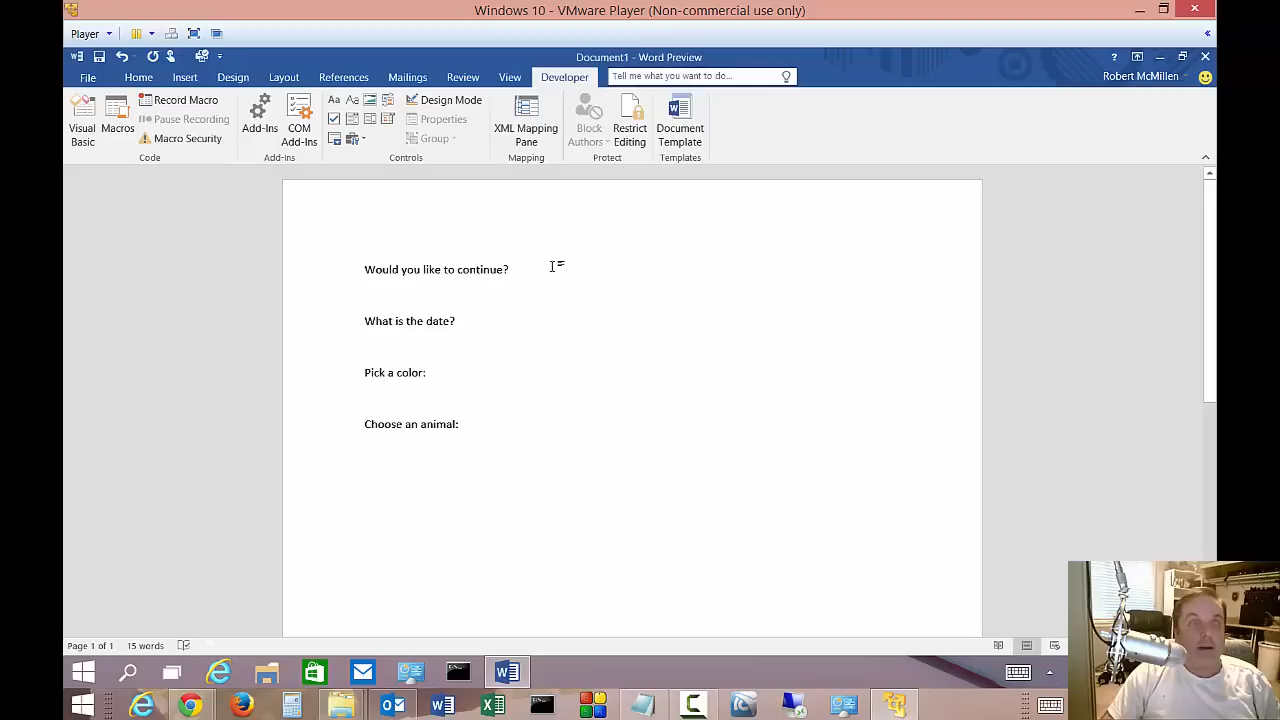 Windows 10 - VMware Player (Non-commercial use only)
Player
Document1 - Word Preview
File Home Insert Design Layout References Mailings Review View Developer Tell me what you want to do... Robert McMillen
Visual Basic
Macros
Record Macro
Pause Recording
Macro Security
Code
Add-Ins
COM Add-Ins
Add-Ins
Aa Aa
Design Mode
Properties
Group
Controls
XML Mapping Pane
Mapping
Block Authors
Restrict Editing
Protect
Document Template
Templates
Would you like to continue?
What is the date?
Pick a color:
Choose an animal:
Page 1 of 1 15 words